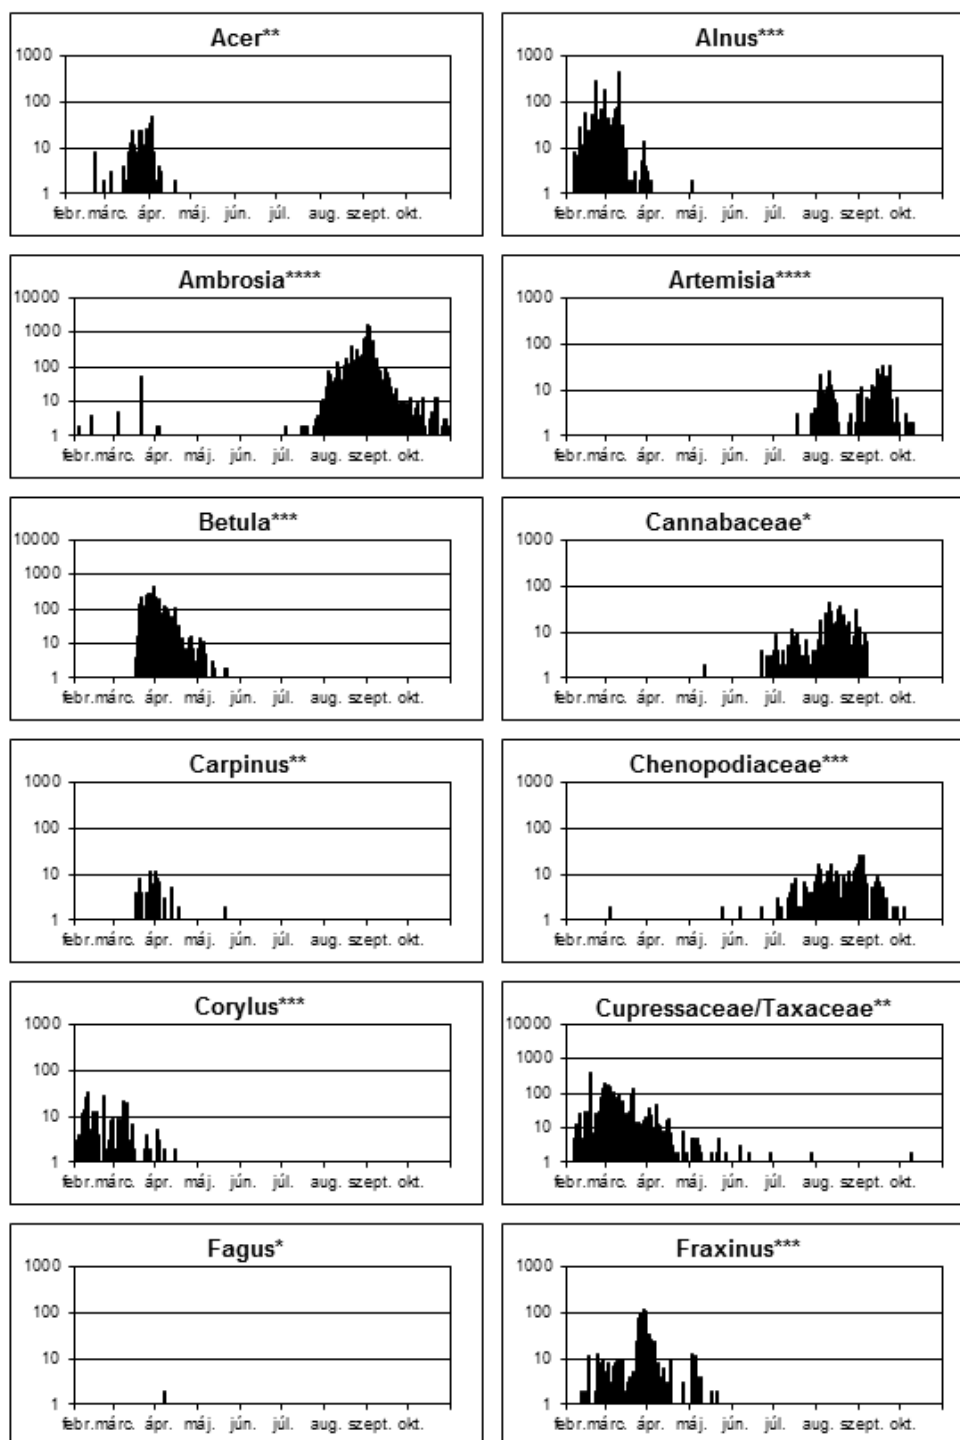 Acer**
1000
100
10
1
febr. márc. ápr. máj. jún. júl. aug. szept. okt.
Alnus***
1000
100
10
1
febr. márc. ápr. máj. jún. júl. aug. szept. okt.
Ambrosia****
10000
1000
100
10
1
febr. márc. ápr. máj. jún. júl. aug. szept. okt.
Artemisia****
1000
100
10
1
febr. márc. ápr. máj. jún. júl. aug. szept. okt.
Betula***
10000
1000
100
10
1
febr. márc. ápr. máj. jún. júl. aug. szept. okt.
Cannabaceae*
1000
100
10
1
febr. márc. ápr. máj. jún. júl. aug. szept. okt.
Carpinus**
1000
100
10
1
febr. márc. ápr. máj. jún. júl. aug. szept. okt.
Chenopodiaceae***
1000
100
10
1
febr. márc. ápr. máj. jún. júl. aug. szept. okt.
Corylus***
1000
100
10
1
febr. márc. ápr. máj. jún. júl. aug. szept. okt.
Cupressaceae/Taxaceae**
10000
1000
100
10
1
febr. márc. ápr. máj. jún. júl. aug. szept. okt.
Fagus*
1000
100
10
1
febr. márc. ápr. máj. jún. júl. aug. szept. okt.
Fraxinus***
1000
100
10
1
febr. márc. ápr. máj. jún. júl. aug. szept. okt.